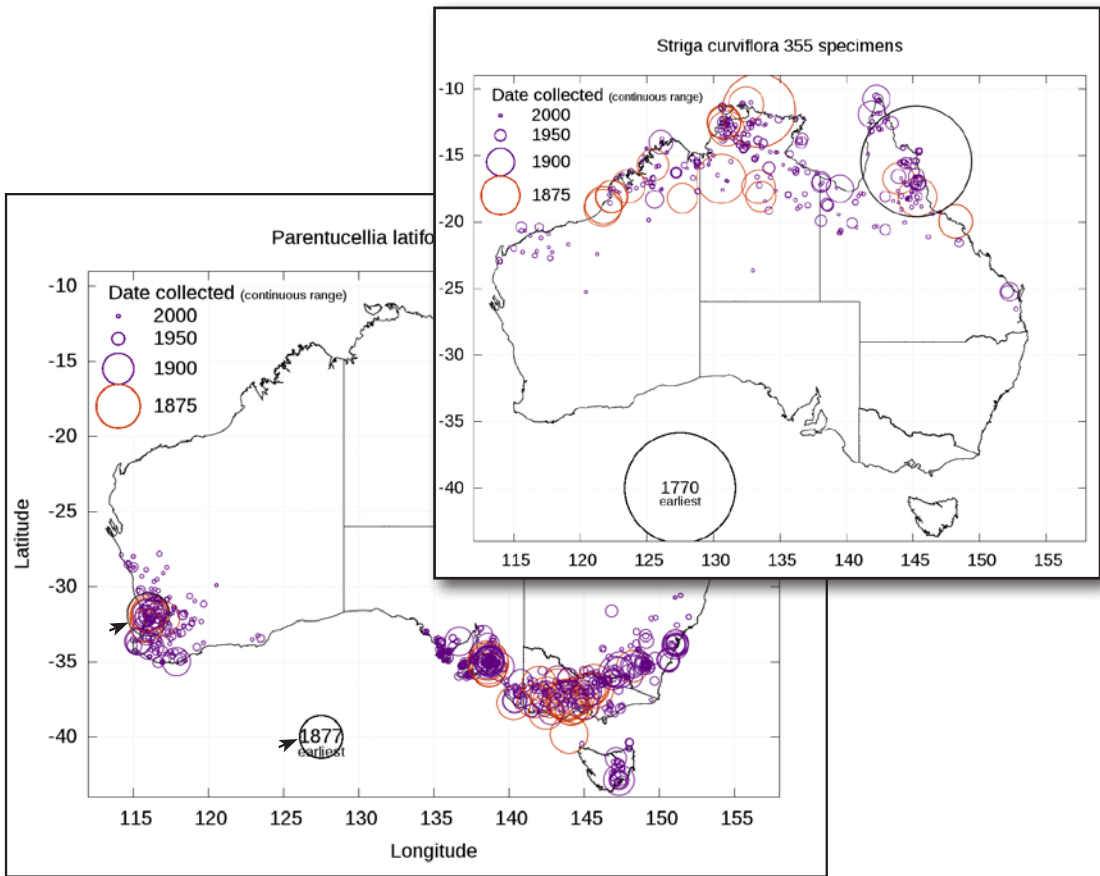 Striga curviflora 355 specimens
Date collected (continuous range)
2000
1950
1900
1875
-10
-15
-20
-25
-30
-35
-40
1770
earliest
115 120 125 130 135 140 145 150 155
Parentucellia latifo
Date collected (continuous range)
2000
1950
1900
1875
-10
-15
-20
-25
-30
-35
-40
Latitude
1877
earliest
115 120 125 130 135 140 145 150 155
Longitude